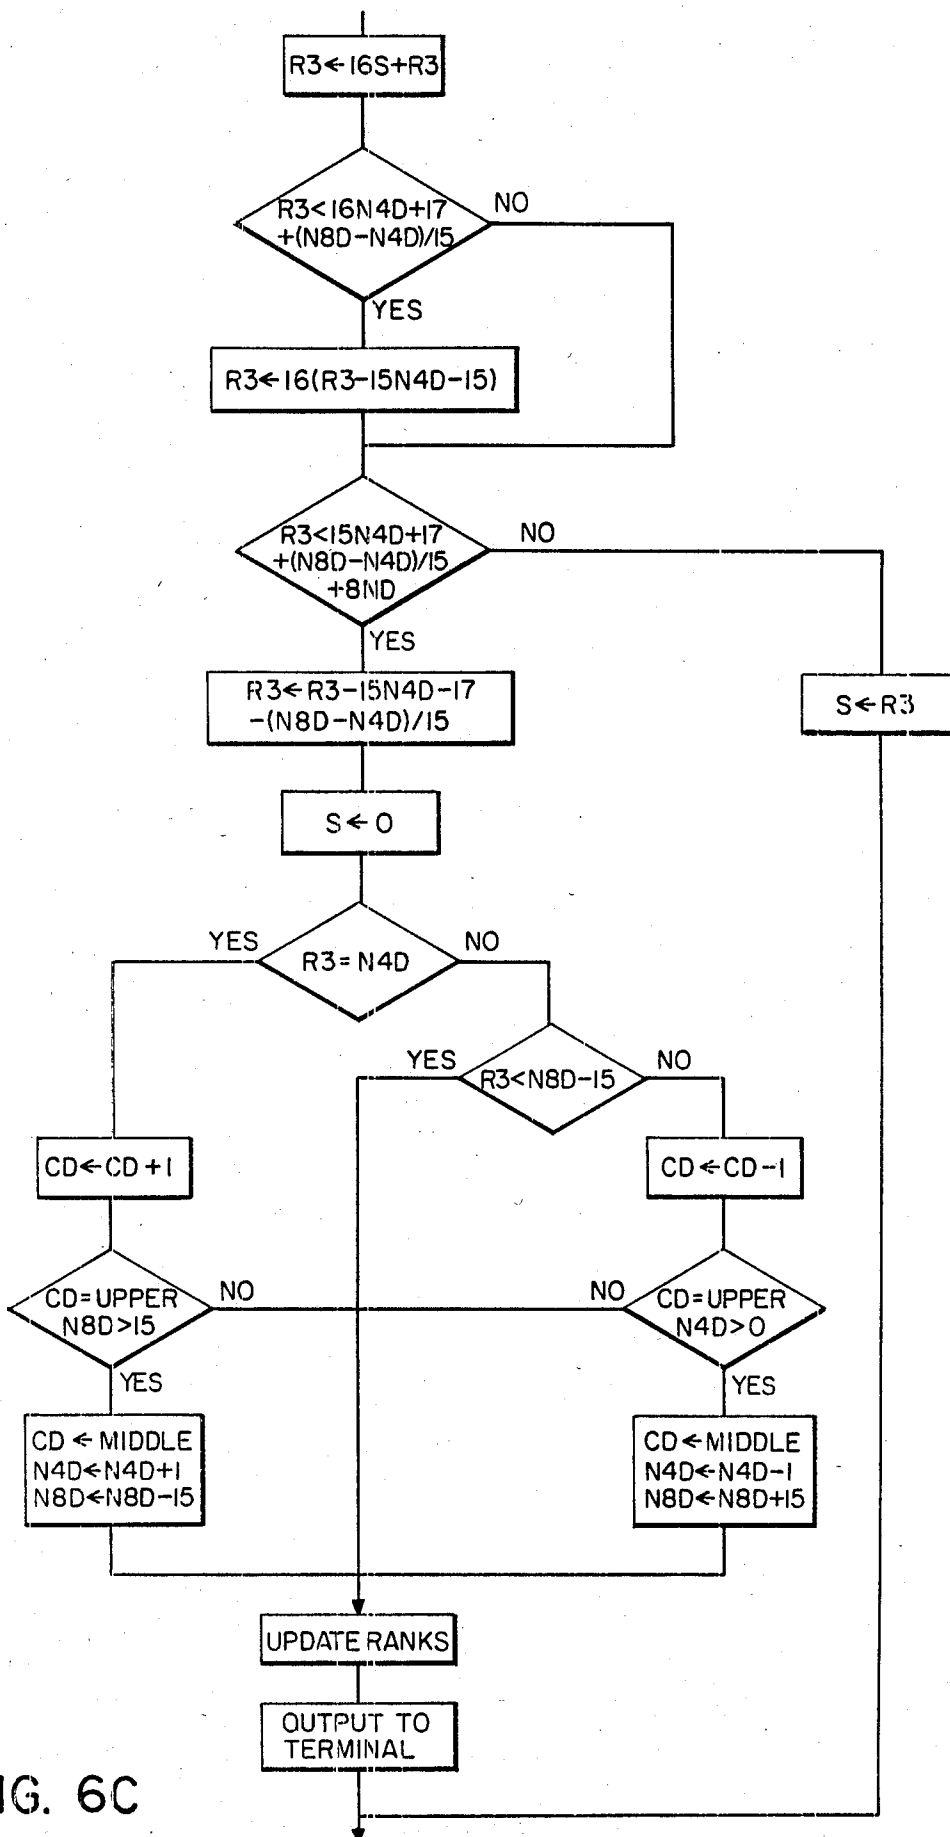 R3←16S+R3
R3<16N4D+17
+(N8D-N4D)/15
NO
YES
R3←16(R3-15N4D-15)
R3<15N4D+17
+(N8D-N4D)/15
+8ND
NO
YES
R3←R3-15N4D-17
-(N8D-N4D)/15
S←R3
S←0
YES
R3=N4D
NO
YES
R3<N8D-15
NO
CD←CD+1
CD←CD-1
CD=UPPER
N8D>15
NO
NO
CD=UPPER
N4D>0
YES
YES
CD←MIDDLE
N4D←N4D+1
N8D←N8D-15
CD←MIDDLE
N4D←N4D-1
N8D←N8D+15
UPDATE RANKS
OUTPUT TO
TERMINAL
IG. 6C